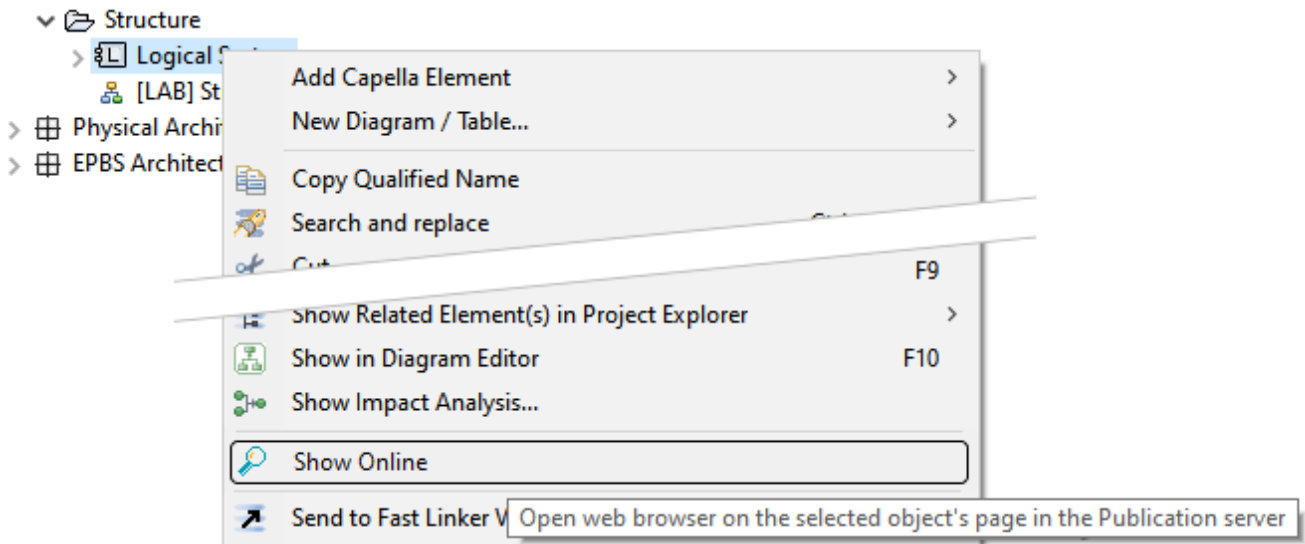 Structure
Logical
[LAB] St
Add Capella Element
New Diagram / Table...
Physical Archi
EPBS Architect
Copy Qualified Name
Search and replace
Cut
F9
Show Related Element(s) in Project Explorer
Show in Diagram Editor F10
Show Impact Analysis...
Show Online
Send to Fast Linker V
Open web browser on the selected object's page in the Publication server